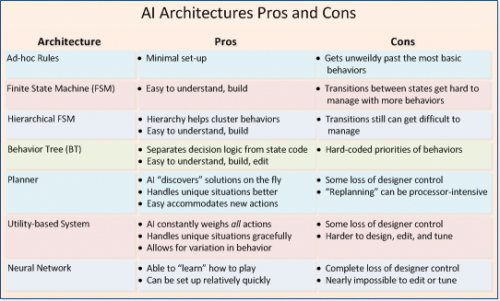 AI Architectures Pros and Cons
Architecture Pros Cons
Ad-hoc Rules • Minimal set-up • Gets unweildy past the most basic
behaviors
Finite State Machine (FSM) • Easy to understand, build • Transitions between states get hard to
manage with more behaviors
Hierarchical FSM • Hierarchy helps cluster behaviors • Transitions still can get difficult to
• Easy to understand, build manage
Behavior Tree (BT) • Separates decision logic from state code • Hard-coded priorities of behaviors
• Easy to understand, build, edit
Planner • AI “discovers” solutions on the fly • Some loss of designer control
• Handles unique situations better • “Replanning” can be processor-intensive
• Easy accommodates new actions
Utility-based System • AI constantly weighs all actions • Some loss of designer control
• Handles unique situations gracefully • Harder to design, edit, and tune
• Allows for variation in behavior
Neural Network • Able to “learn” how to play • Complete loss of designer control
• Can be set up relatively quickly • Nearly impossible to edit or tune